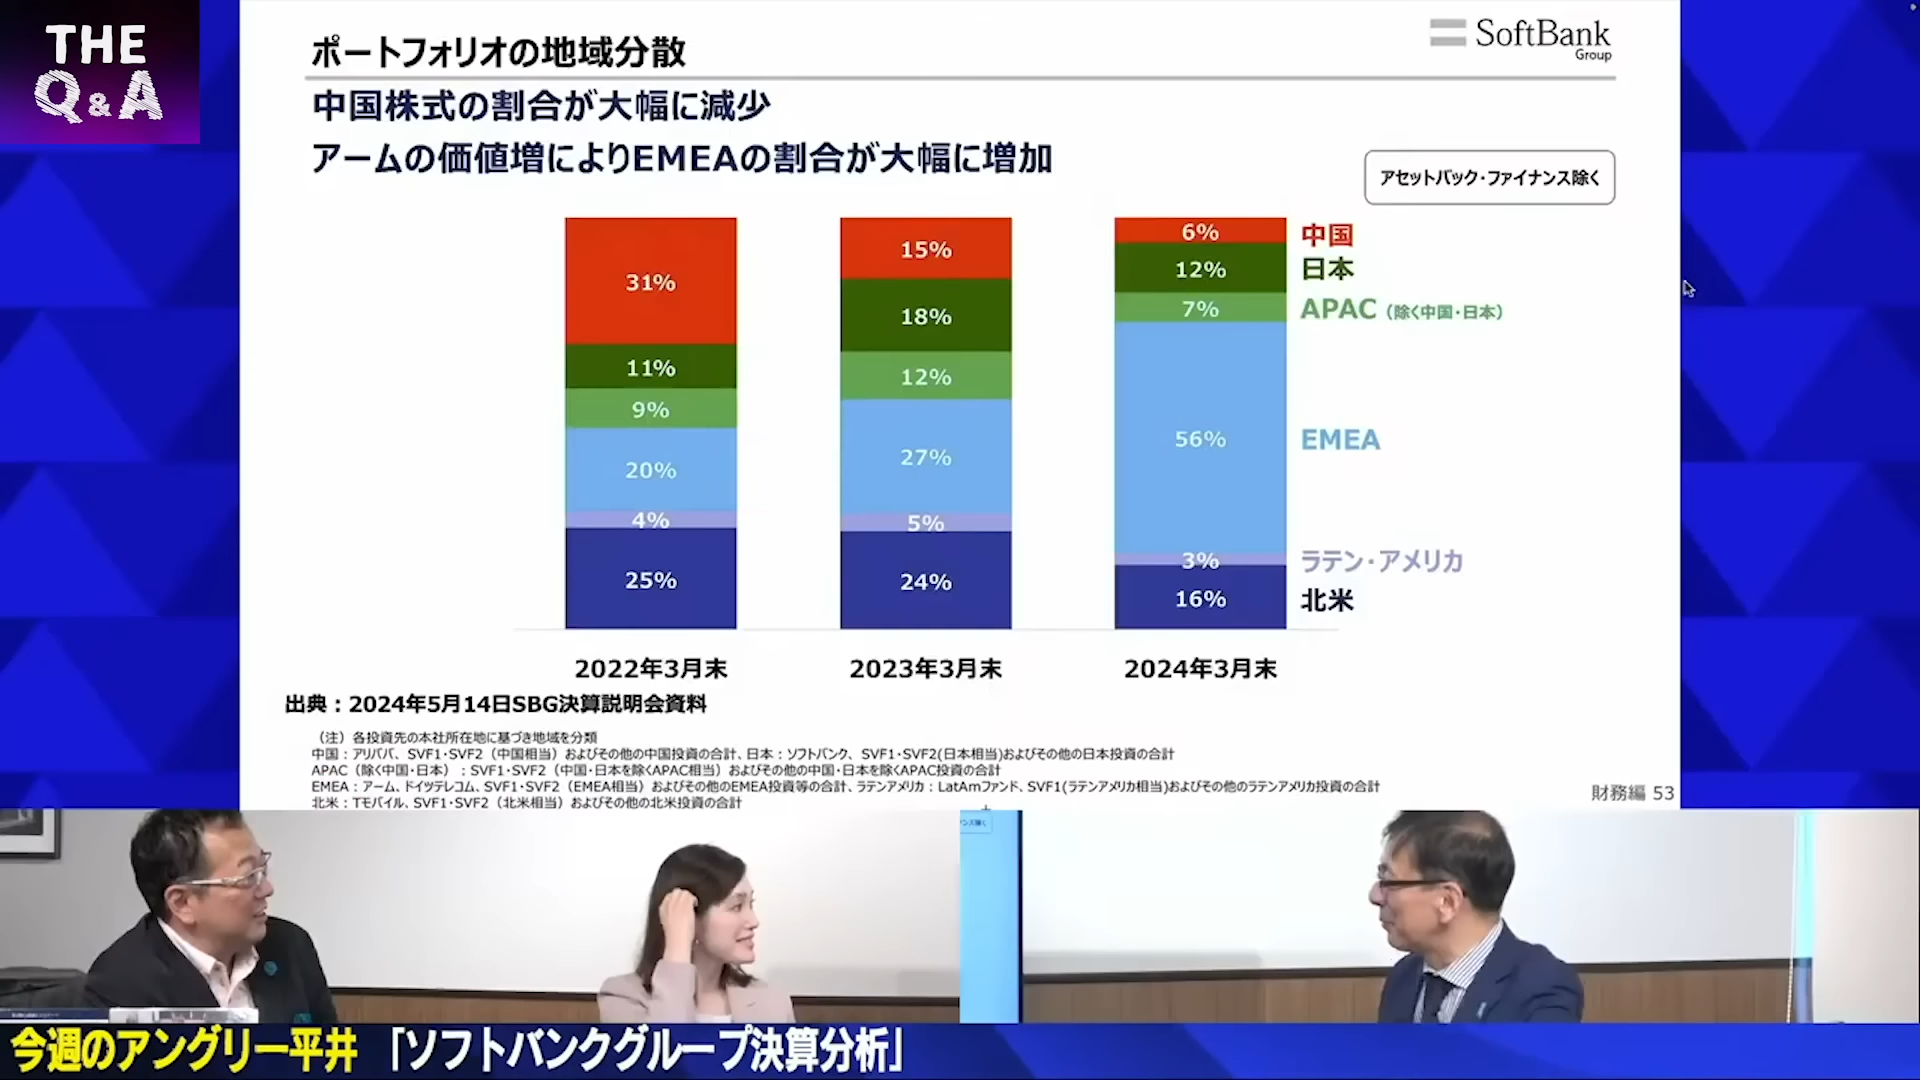 THE
Q&A
ポートフォリオの地域分散
SoftBank
Group
中国株式の割合が大幅に減少
アームの価値増によりEMEAの割合が大幅に増加
アセットバック・ファイナンス除く
31%
11%
9%
20%
4%
25%
15%
18%
12%
27%
5%
24%
6%
12%
7%
56%
3%
16%
中国
日本
APAC（除く中国・日本）
EMEA
ラテン・アメリカ
北米
2022年3月末
2023年3月末
2024年3月末
出典：2024年5月14日SBG決算説明会資料
（注）各投資先の本社所在地に基づき地域を分類
中国：アリババ、SVF1・SVF2（中国相当）およびその他の中国投資の合計、日本：ソフトバンク、SVF1・SVF2(日本相当)およびその他の日本投資の合計
APAC（除く中国・日本）：SVF1・SVF2（中国・日本を除くAPAC相当）およびその他の中国・日本を除くAPAC投資の合計
EMEA：アーム、ドイツテレコム、SVF1・SVF2（EMEA相当）およびその他のEMEA投資等の合計、ラテンアメリカ：LatAmファンド、SVF1(ラテンアメリカ相当)およびその他のラテンアメリカ投資の合計
北米：Tモバイル、SVF1・SVF2（北米相当）およびその他の北米投資の合計
財務編 53
今週のアングリー平井 「ソフトバンクグループ決算分析」